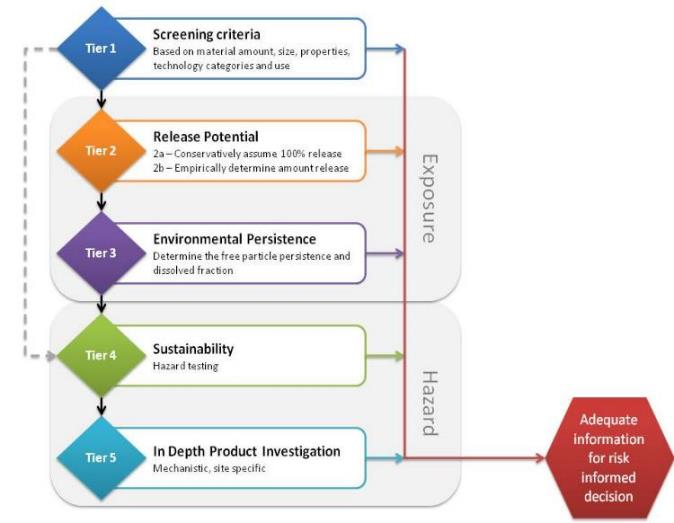 Tier 1
Screening criteria
Based on material amount, size, properties,
technology categories and use
Tier 2
Release Potential
2a – Conservatively assume 100% release
2b – Empirically determine amount release
Exposure
Tier 3
Environmental Persistence
Determine the free particle persistence and
dissolved fraction
Tier 4
Sustainability
Hazard testing
Hazard
Tier 5
In Depth Product Investigation
Mechanistic, site specific
Adequate
information
for risk
informed
decision